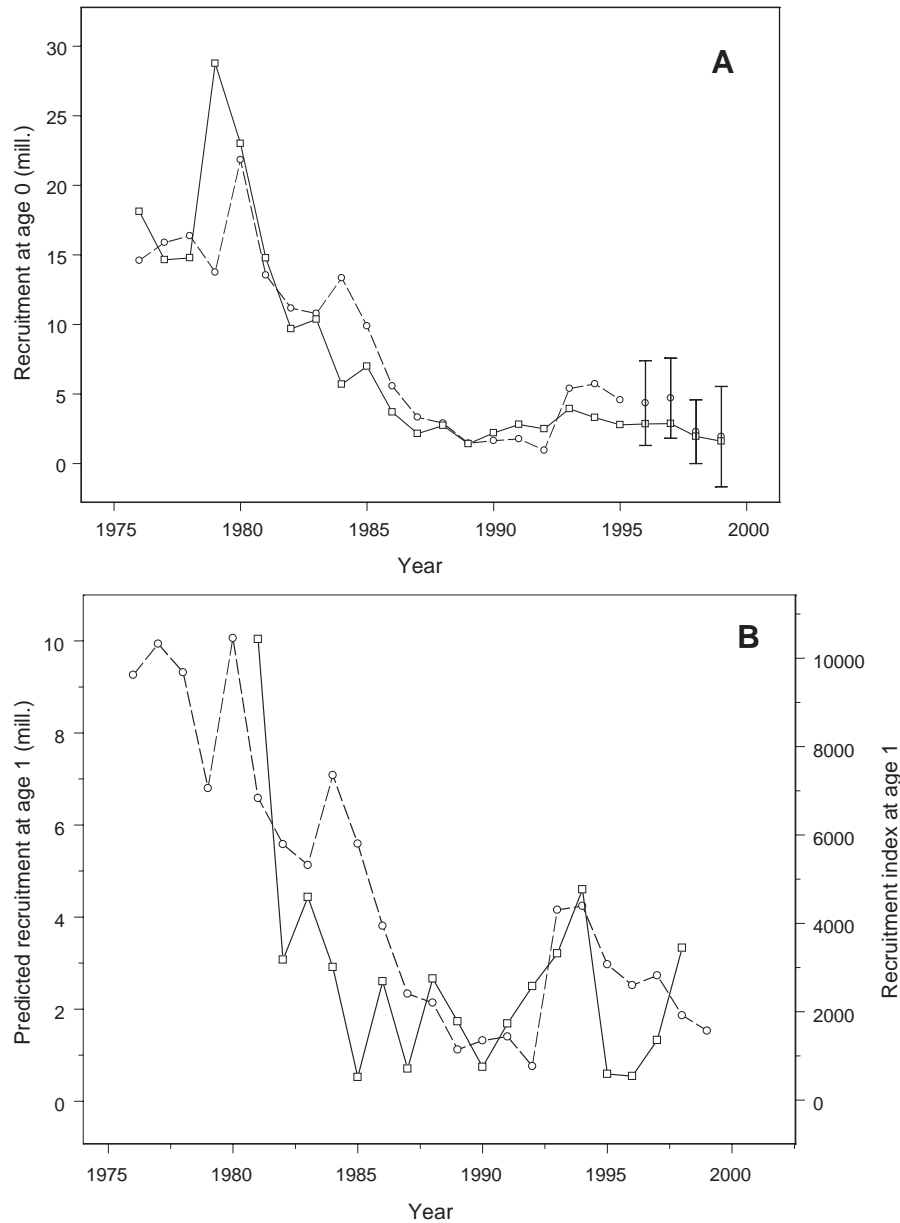 A
Recruitment at age 0 (mill.)
30
25
20
15
10
5
0
1975 1980 1985 1990 1995 2000
Year
B
Predicted recruitment at age 1 (mill.)
10
8
6
4
2
0
10000
8000
6000
4000
2000
0
Recruitment index at age 1
1975 1980 1985 1990 1995 2000
Year